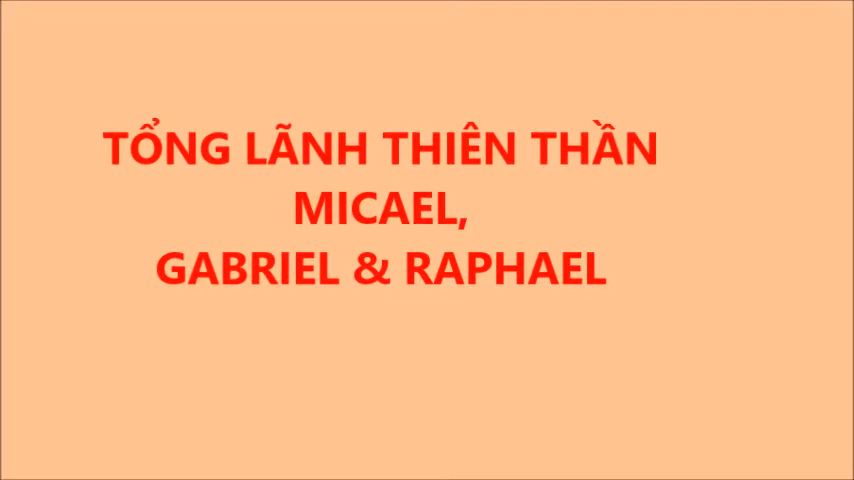 TỔNG LÃNH THIÊN THẦN
MICAEL,
GABRIEL & RAPHAEL